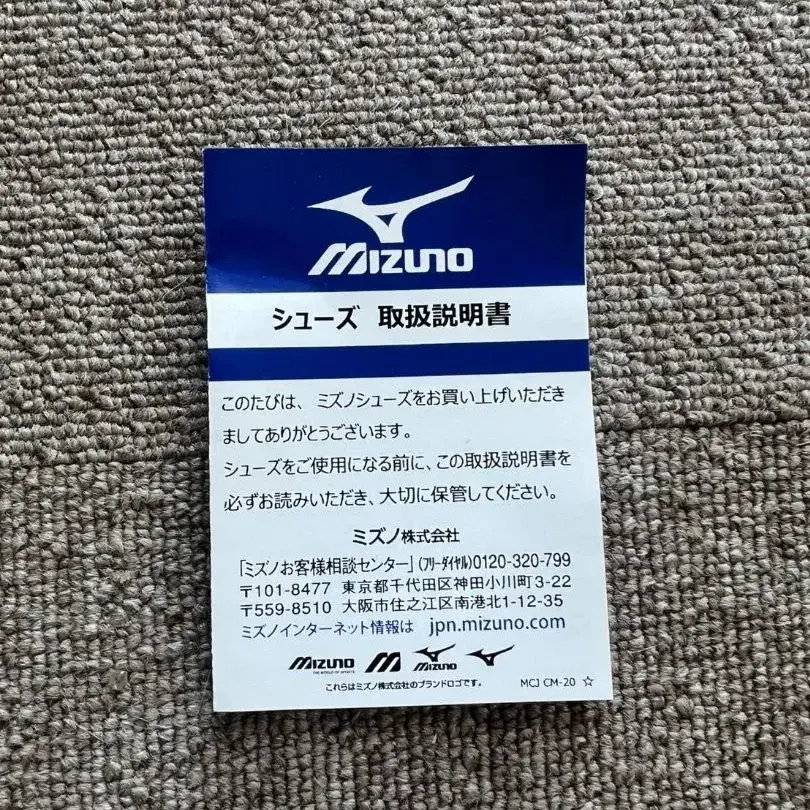 MIZUNO
シューズ 取扱説明書
このたびは、ミズノシューズをお買い上げいただき
ましてありがとうございます。
シューズをご使用になる前に、この取扱説明書を
必ずお読みいただき、大切に保管してください。
ミズノ株式会社
「ミズノお客様相談センター」(フリーダイヤル)0120-320-799
〒101-8477 東京都千代田区神田小川町3-22
〒559-8510 大阪市住之江区南港北1-12-35
ミズノインターネット情報は jpn.mizuno.com
MIZUNO MIZUNO
THE WORLD OF SPORTS
これらはミズノ株式会社のブランドロゴです。 MCJ CM-20 ☆